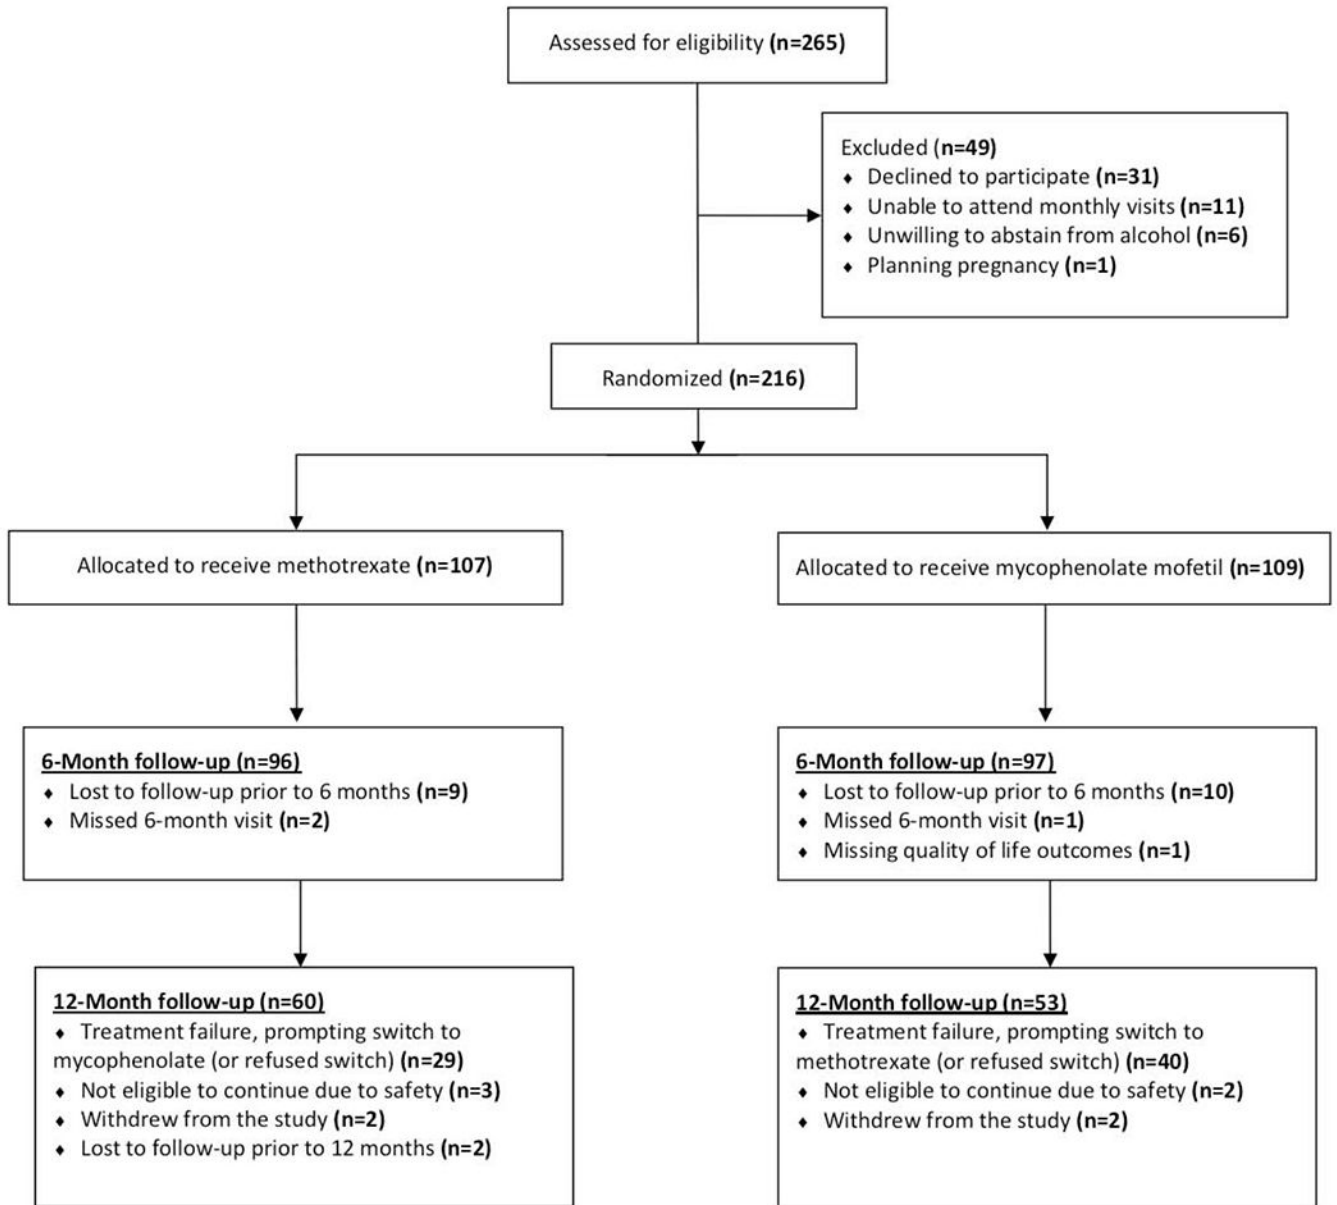 Assessed for eligibility (n=265)
Excluded (n=49)
♦ Declined to participate (n=31)
♦ Unable to attend monthly visits (n=11)
♦ Unwilling to abstain from alcohol (n=6)
♦ Planning pregnancy (n=1)
Randomized (n=216)
Allocated to receive methotrexate (n=107)
Allocated to receive mycophenolate mofetil (n=109)
6-Month follow-up (n=96)
♦ Lost to follow-up prior to 6 months (n=9)
♦ Missed 6-month visit (n=2)
6-Month follow-up (n=97)
♦ Lost to follow-up prior to 6 months (n=10)
♦ Missed 6-month visit (n=1)
♦ Missing quality of life outcomes (n=1)
12-Month follow-up (n=60)
♦ Treatment failure, prompting switch to
mycophenolate (or refused switch) (n=29)
♦ Not eligible to continue due to safety (n=3)
♦ Withdrew from the study (n=2)
♦ Lost to follow-up prior to 12 months (n=2)
12-Month follow-up (n=53)
♦ Treatment failure, prompting switch to
methotrexate (or refused switch) (n=40)
♦ Not eligible to continue due to safety (n=2)
♦ Withdrew from the study (n=2)